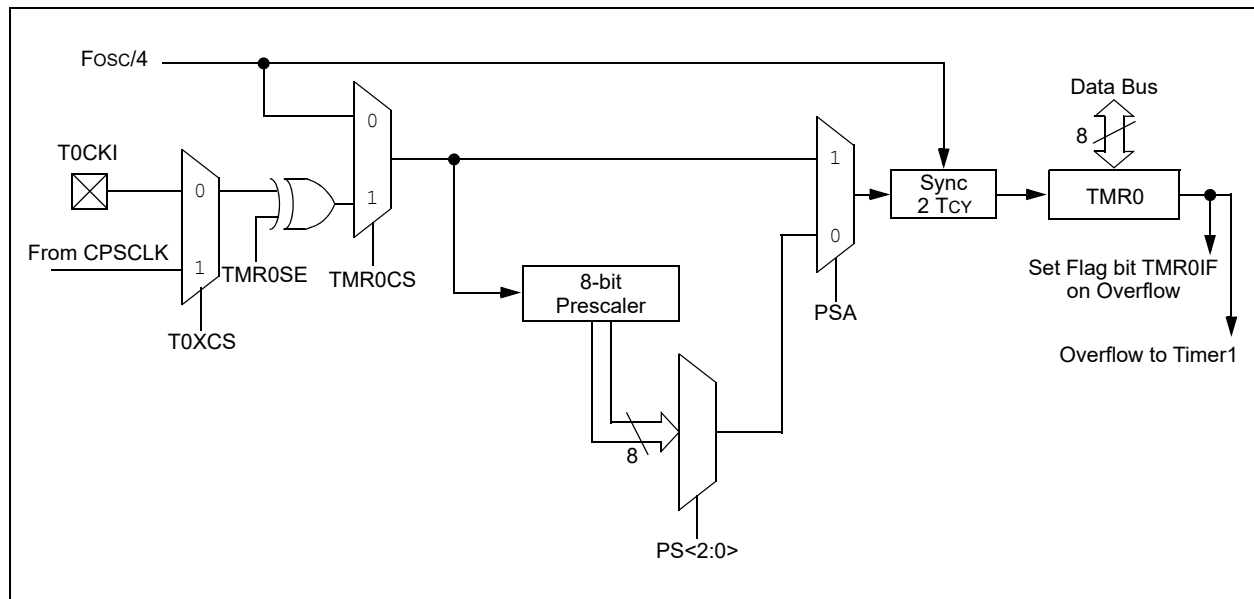 FOSC/4
Data Bus
8
T0CKI
0
1
0
1
Sync
2 TCY
TMR0
0
1
From CPSCLK
1
TMR0SE
TMR0CS
8-bit
Prescaler
0
PSA
Set Flag bit TMR0IF
on Overflow
T0XCS
Overflow to Timer1
8
PS<2:0>